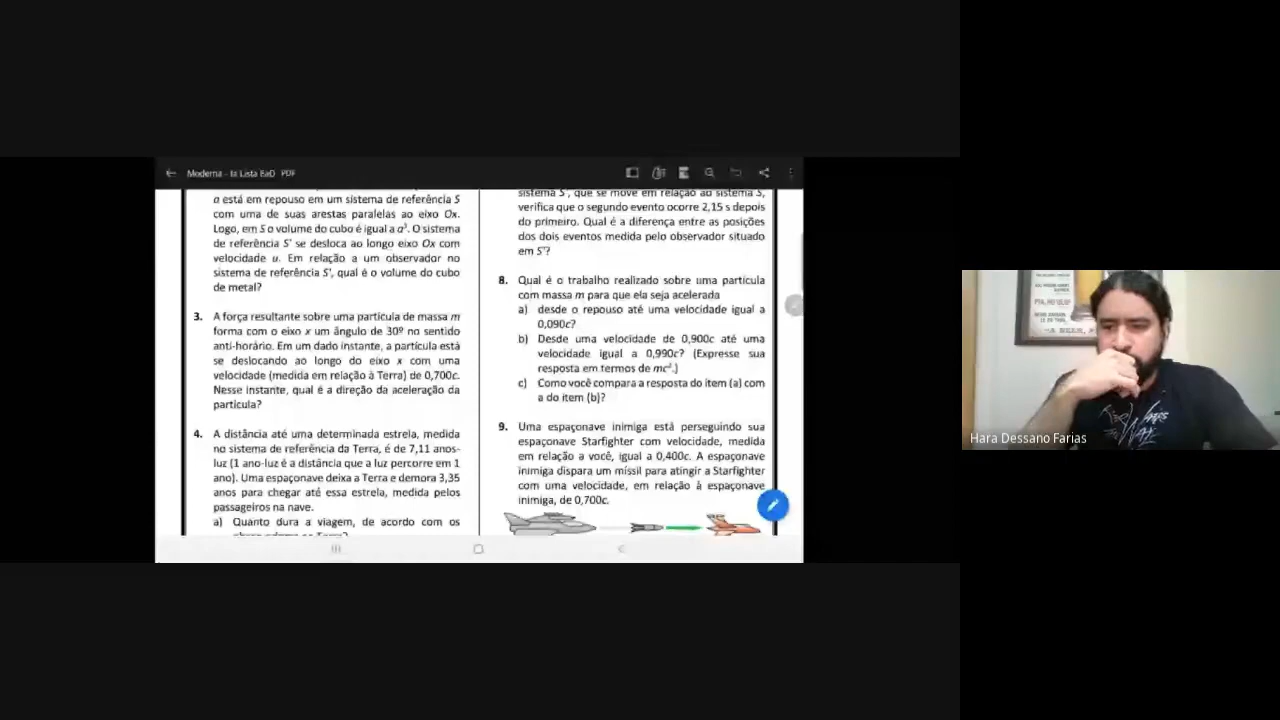 Moderna - 1a Lista EaD PDF
a está em repouso em um sistema de referência S
com uma de suas arestas paralelas ao eixo Ox.
Logo, em S o volume do cubo é igual a a³. O sistema
de referência S' se desloca ao longo eixo Ox com
velocidade u. Em relação a um observador no
sistema de referência S', qual é o volume do cubo
de metal?
3. A força resultante sobre uma partícula de massa m
forma com o eixo x um ângulo de 30º no sentido
anti-horário. Em um dado instante, a partícula está
se deslocando ao longo do eixo x com uma
velocidade (medida em relação à Terra) de 0,700c.
Nesse instante, qual é a direção da aceleração da
partícula?
4. A distância até uma determinada estrela, medida
no sistema de referência da Terra, é de 7,11 anos-
luz (1 ano-luz é a distância que a luz percorre em 1
ano). Uma espaçonave deixa a Terra e demora 3,35
anos para chegar até essa estrela, medida pelos
passageiros na nave.
a) Quanto dura a viagem, de acordo com os
sistema S', que se move em relação ao sistema S,
verifica que o segundo evento ocorre 2,15 s depois
do primeiro. Qual é a diferença entre as posições
dos dois eventos medida pelo observador situado
em S'?
8. Qual é o trabalho realizado sobre uma partícula
com massa m para que ela seja acelerada
a) desde o repouso até uma velocidade igual a
0,090c?
b) Desde uma velocidade de 0,900c até uma
velocidade igual a 0,990c? (Expresse sua
resposta em termos de mc².)
c) Como você compara a resposta do item (a) com
a do item (b)?
9. Uma espaçonave inimiga está perseguindo sua
espaçonave Starfighter com velocidade, medida
em relação a você, igual a 0,400c. A espaçonave
inimiga dispara um míssil para atingir a Starfighter
com uma velocidade, em relação à espaçonave
inimiga, de 0,700c.
Hara Dessano Farias